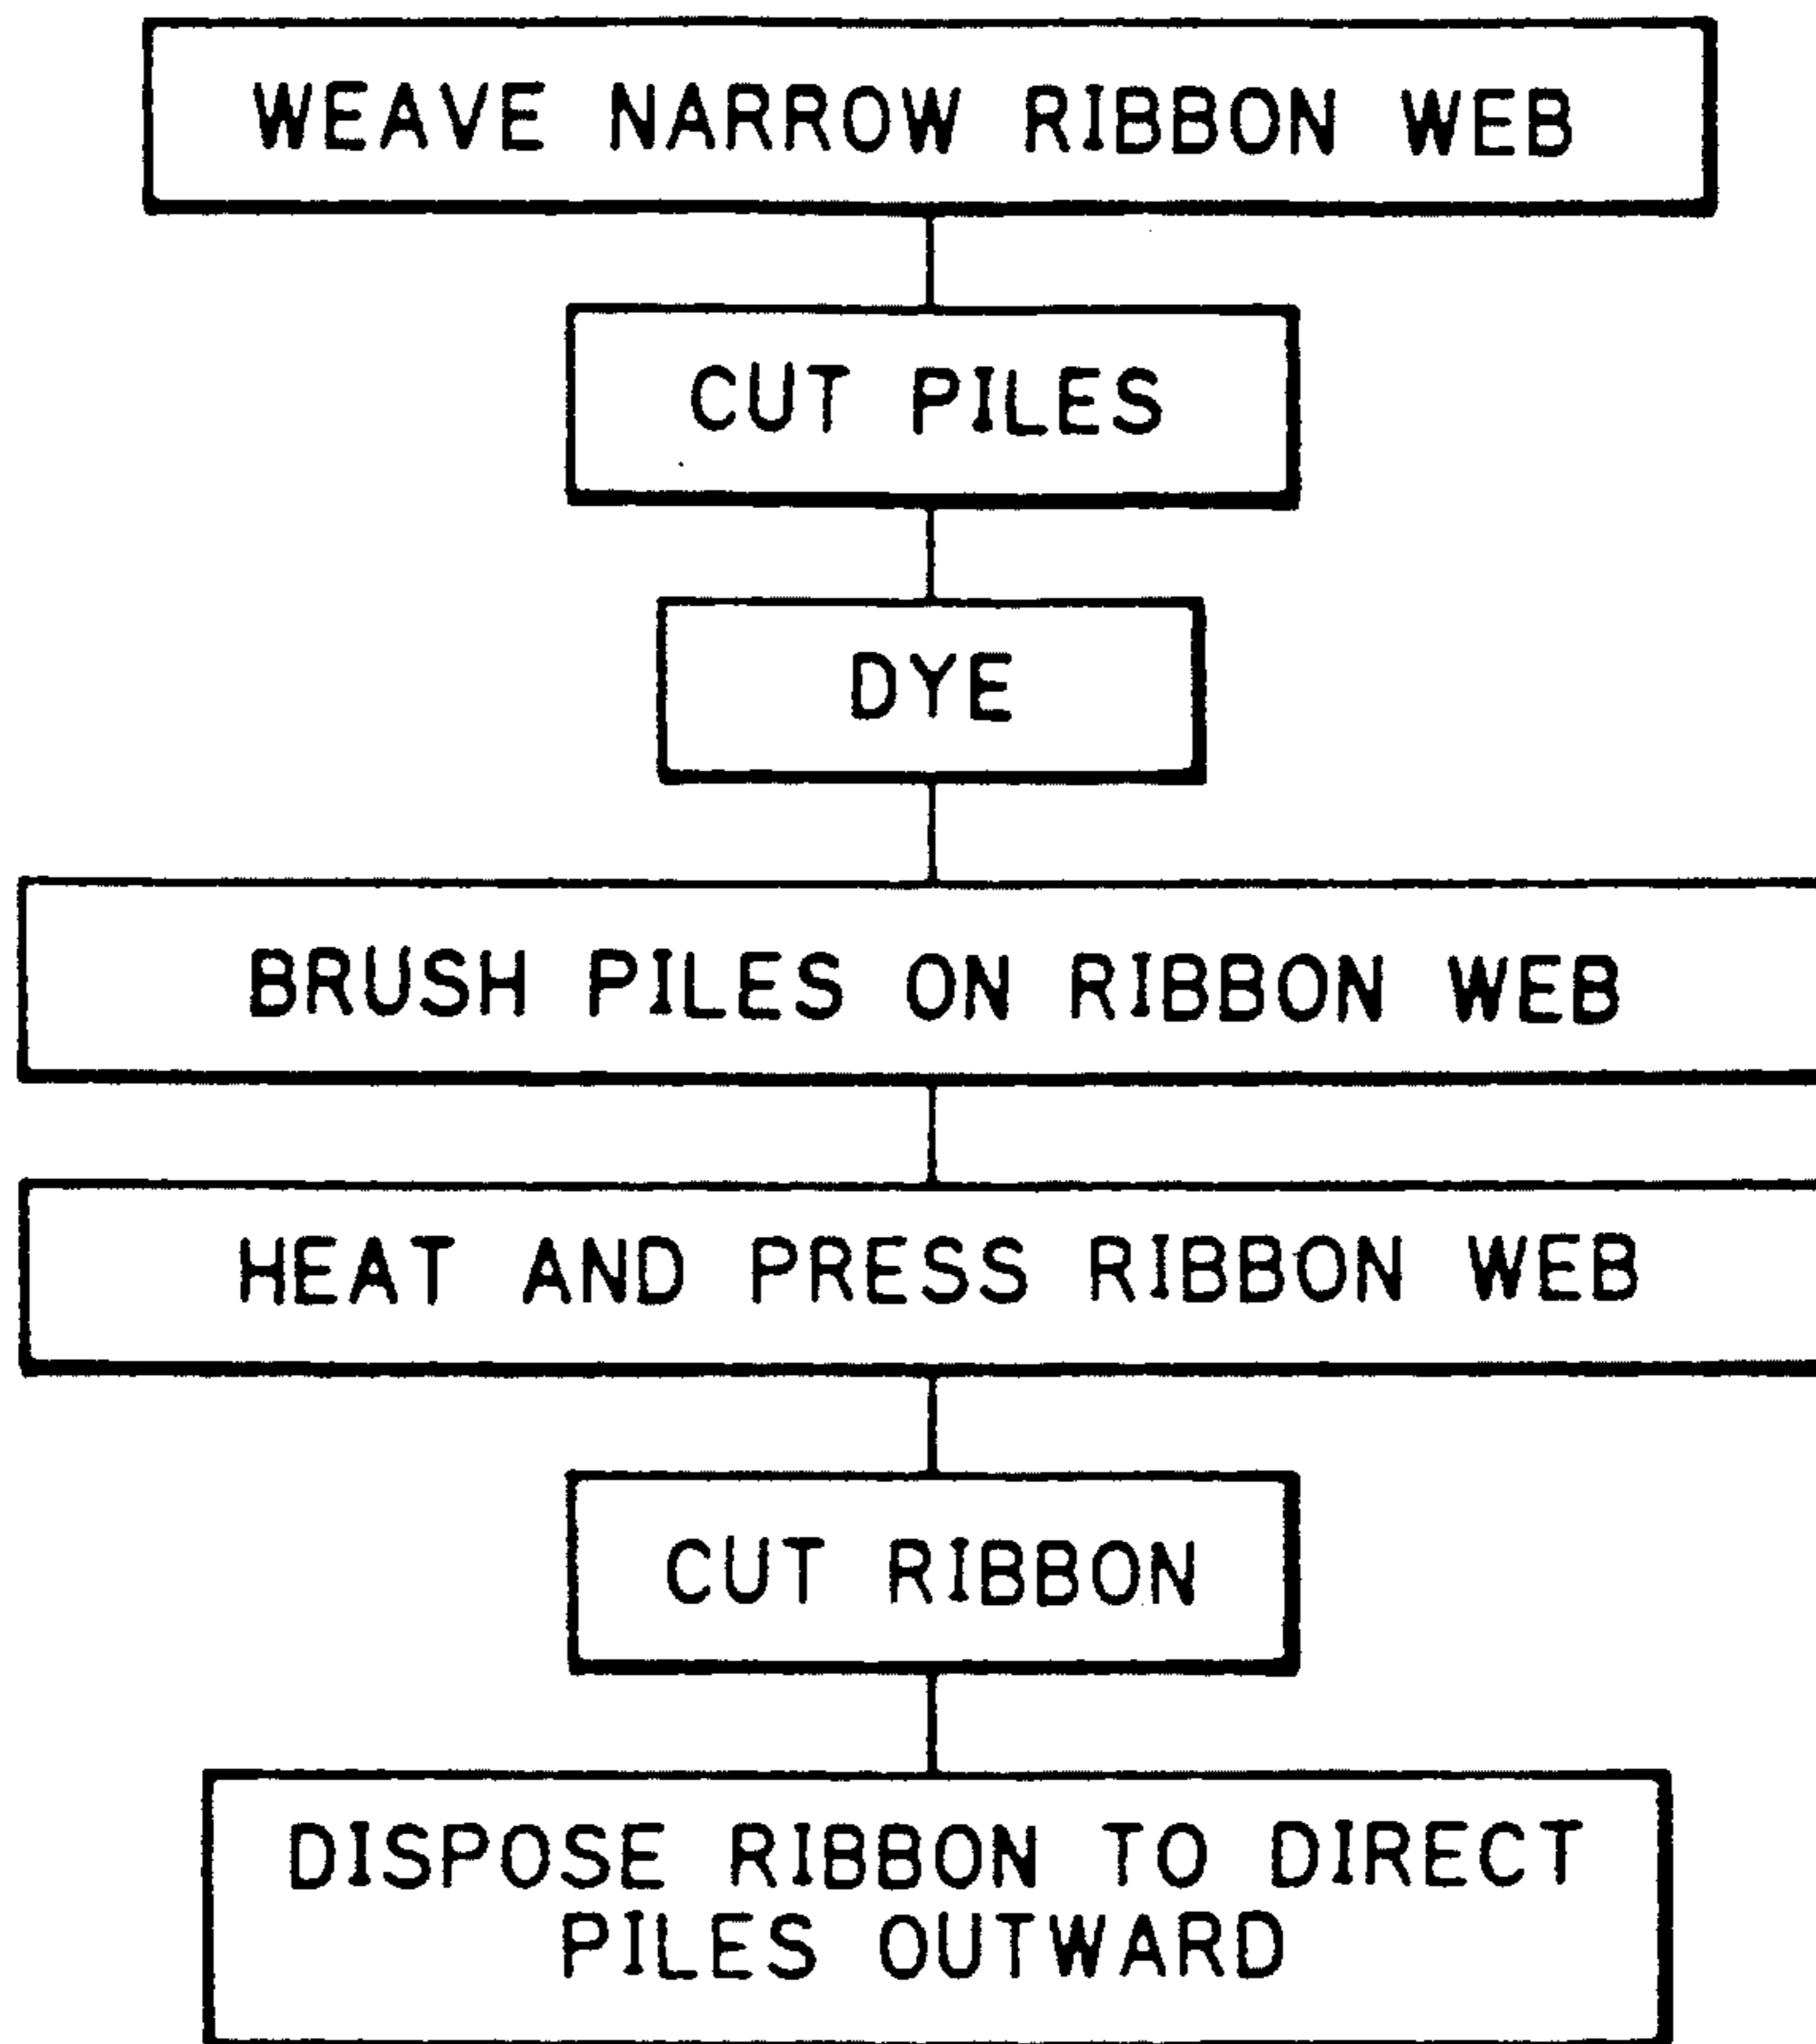 WEAVE NARROW RIBBON WEB
CUT PILES
DYE
BRUSH PILES ON RIBBON WEB
HEAT AND PRESS RIBBON WEB
CUT RIBBON
DISPOSE RIBBON TO DIRECT
PILES OUTWARD